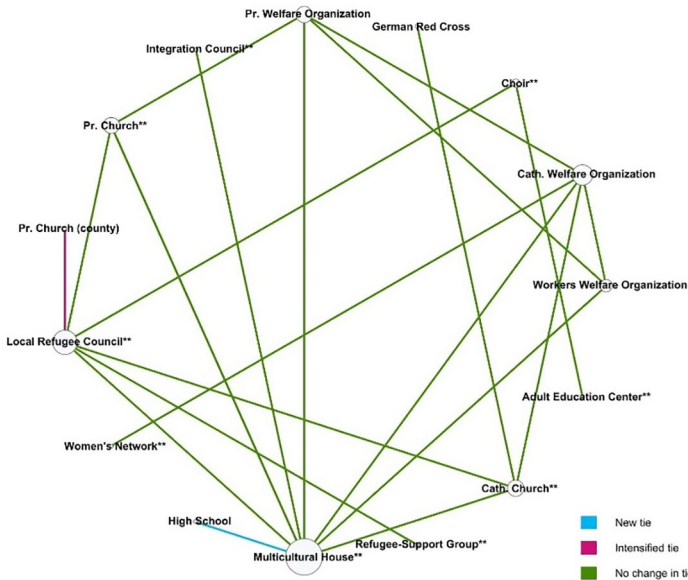 Pr. Welfare Organization
German Red Cross
Integration Council**
Choir**
Pr. Church**
Cath. Welfare Organization
Pr. Church (county)
Workers Welfare Organization
Local Refugee Council**
Adult Education Center**
Women's Network**
Cath. Church**
High School
New tie
Refugee-Support Group**
Intensified tie
Multicultural House**
No change in ti